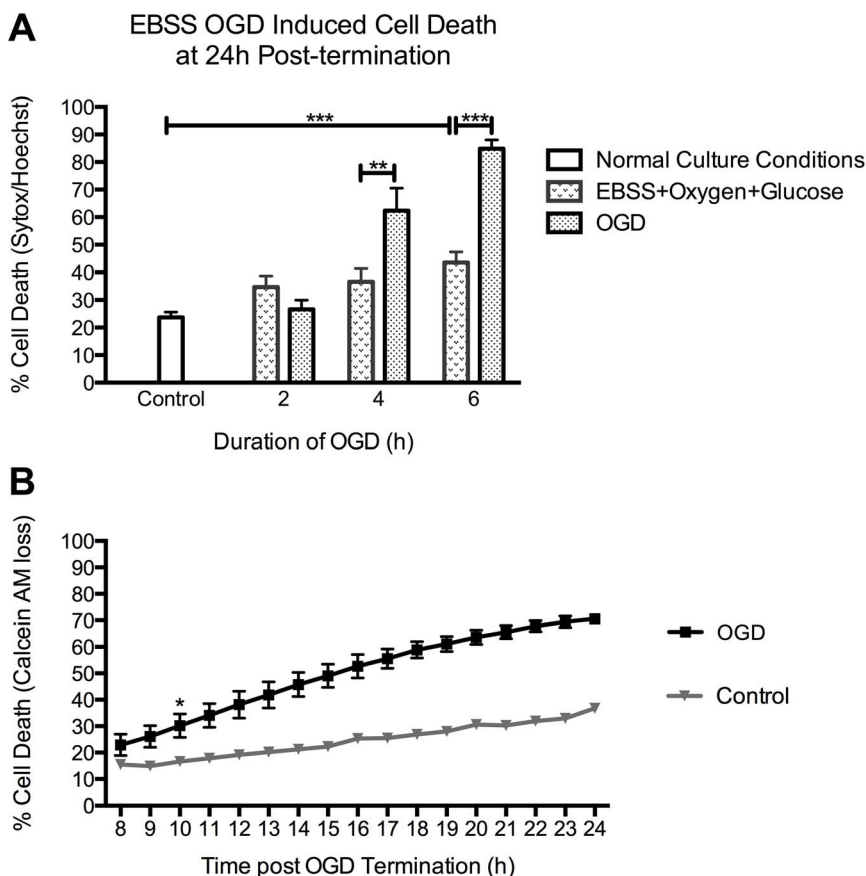 A
EBSS OGD Induced Cell Death
at 24h Post-termination
% Cell Death (Sytox/Hoechst)
100
90
80
70
60
50
40
30
20
10
0
***
***
**
Control 2 4 6
Duration of OGD (h)
Normal Culture Conditions
EBSS+Oxygen+Glucose
OGD
B
% Cell Death (Calcein AM loss)
100
90
80
70
60
50
40
30
20
10
0
*
8 9 10 11 12 13 14 15 16 17 18 19 20 21 22 23 24
Time post OGD Termination (h)
OGD
Control